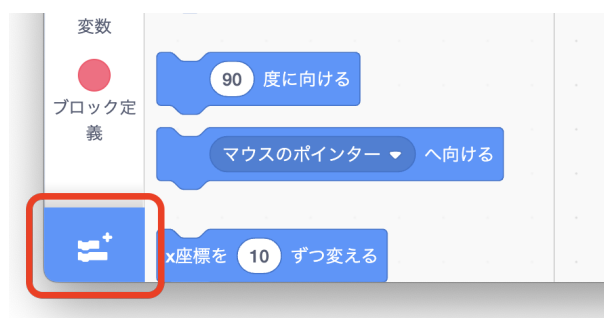 変数
ブロック定
義
90 度に向ける
マウスのポインター へ向ける
x座標を 10 ずつ変える